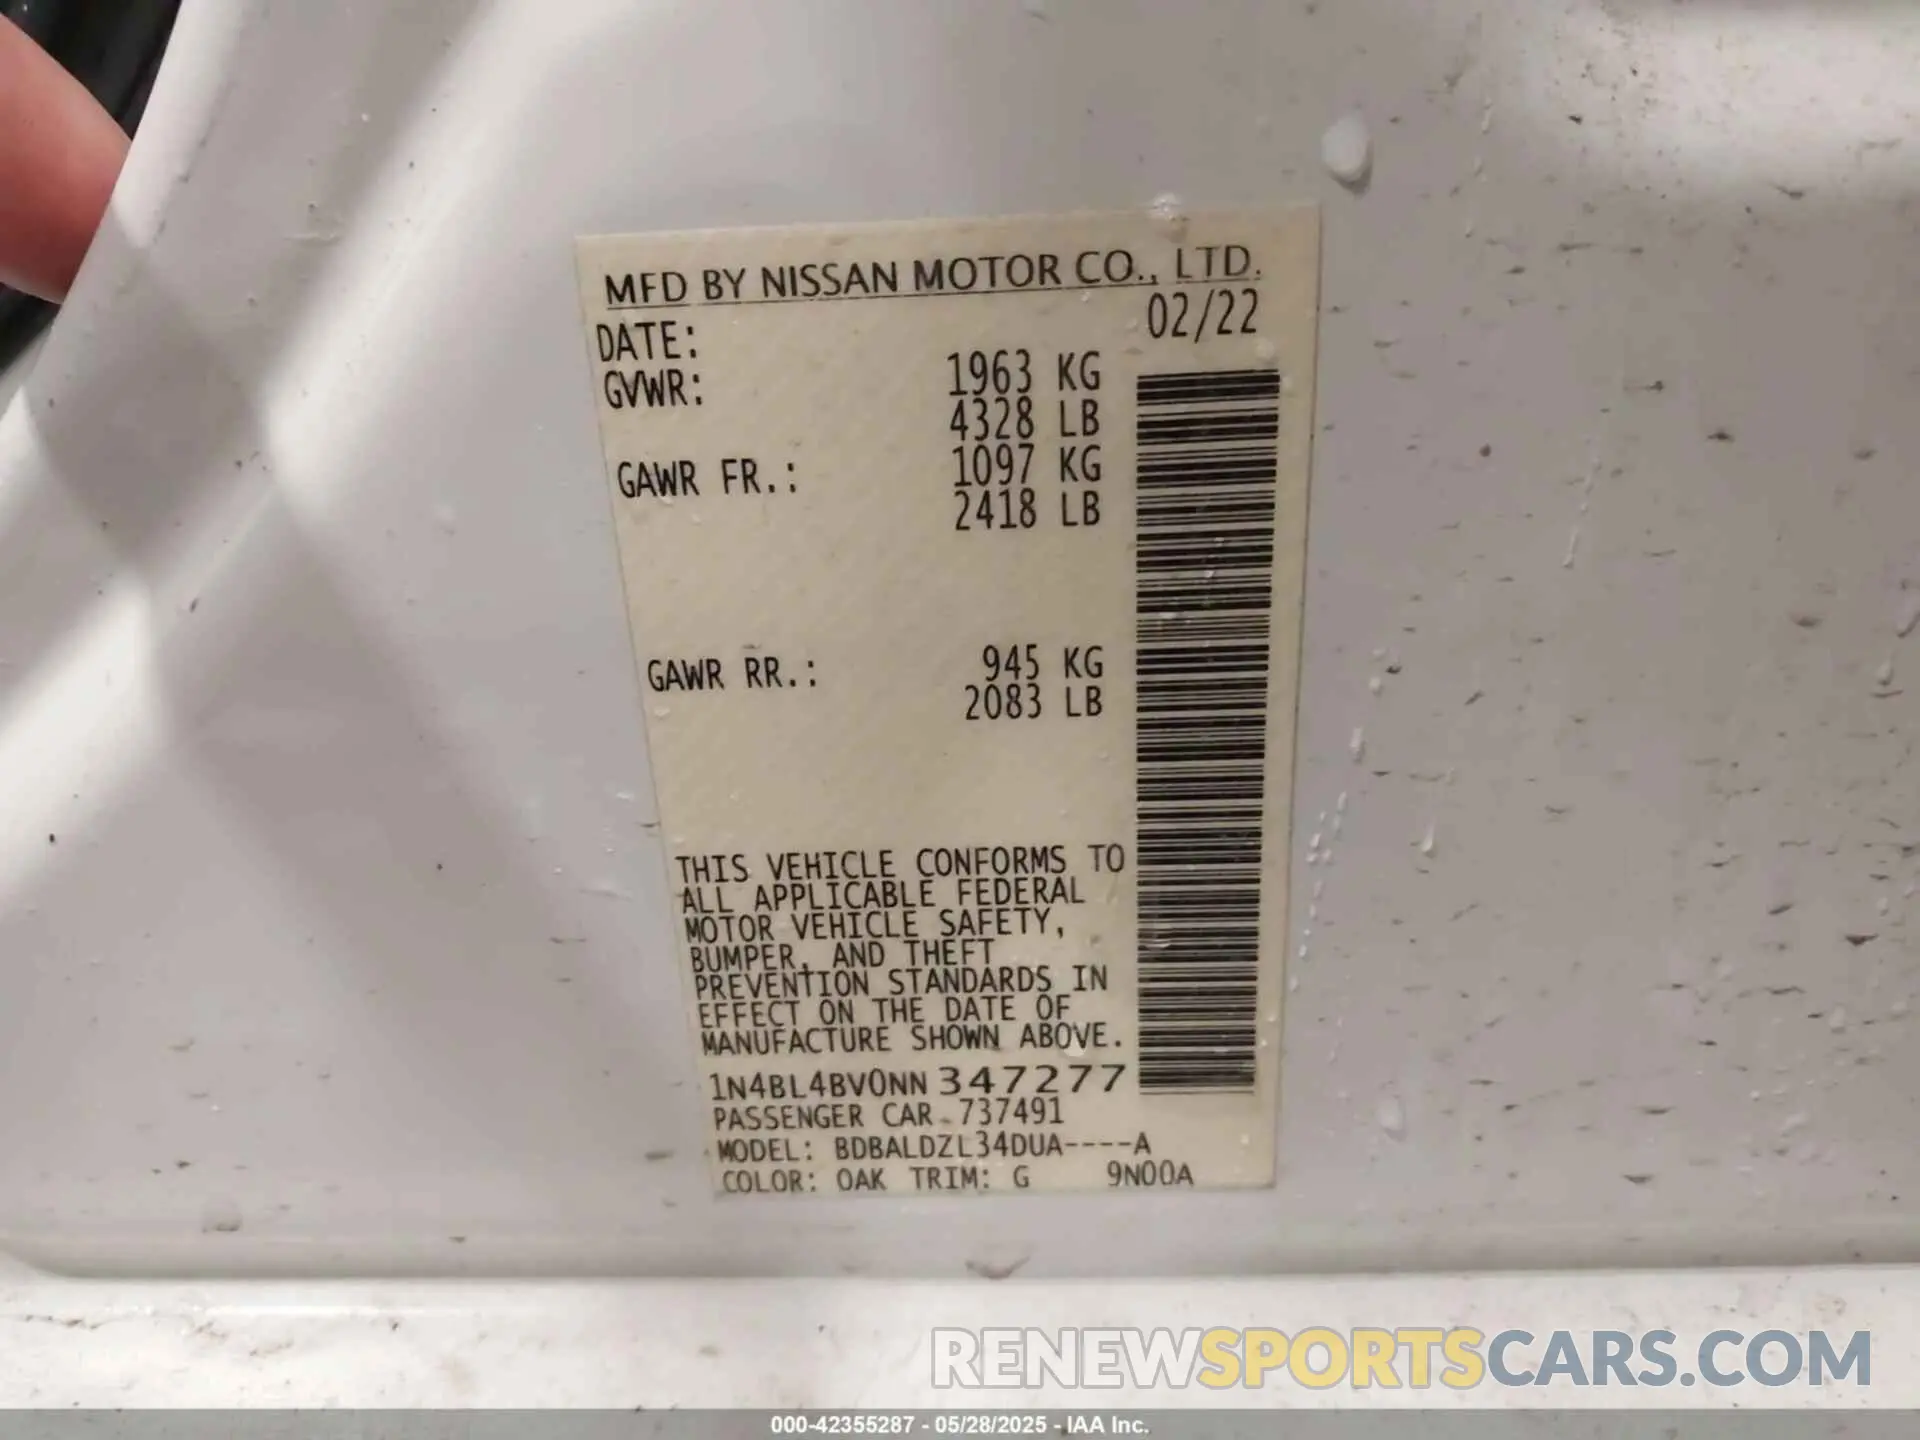 MFD BY NISSAN MOTOR CO., LTD.
DATE: 02/22
GVWR: 1963 KG
4328 LB
GAWR FR.: 1097 KG
2418 LB
GAWR RR.: 945 KG
2083 LB
THIS VEHICLE CONFORMS TO
ALL APPLICABLE FEDERAL
MOTOR VEHICLE SAFETY,
BUMPER, AND THEFT
PREVENTION STANDARDS IN
EFFECT ON THE DATE OF
MANUFACTURE SHOWN ABOVE.
1N4BL4BV0NN347277
PASSENGER CAR 737491
MODEL: BDBALDZL34DUA----A
COLOR: QAK TRIM: G 9N00A
RENEWSPORTSCARS.COM
000-42355287 - 05/28/2025 - IAA Inc.